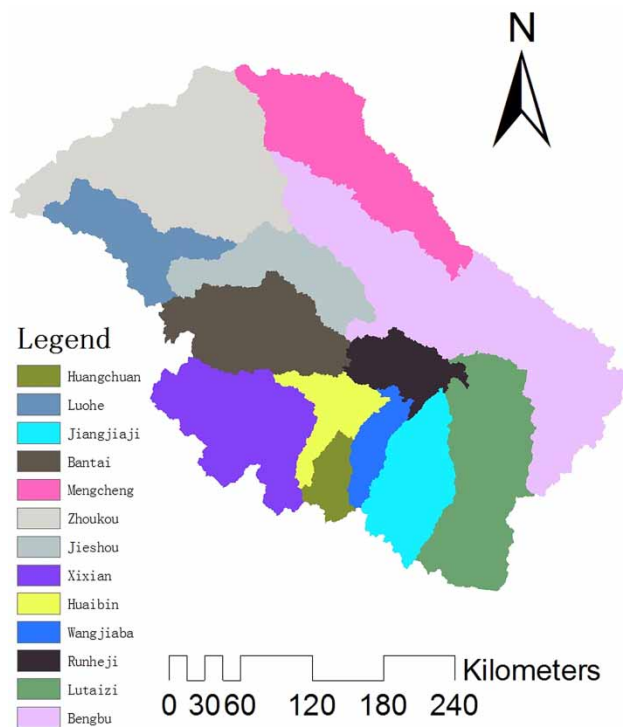 N
Legend
Huangchuan
Luohe
Jiangjiaji
Bantai
Mengcheng
Zhoukou
Jieshou
Xixian
Huaibin
Wangjiaba
Runheji
Lutaizi
Bengbu
Kilometers
0 30 60 120 180 240